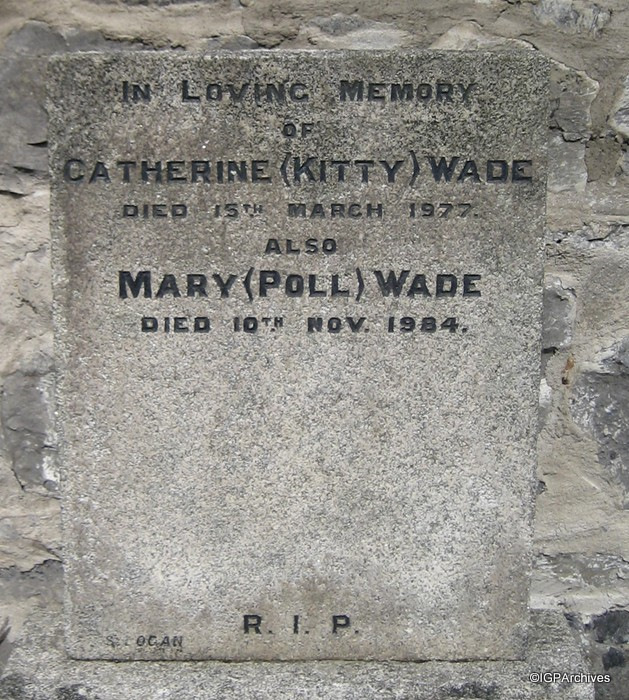 IN LOVING MEMORY
OF
CATHERINE (KITTY) WADE
DIED 15TH MARCH 1977.
ALSO
MARY (POLL) WADE
DIED 10TH NOV. 1984.
R. I. P.
LOGAN
©IGPArchives